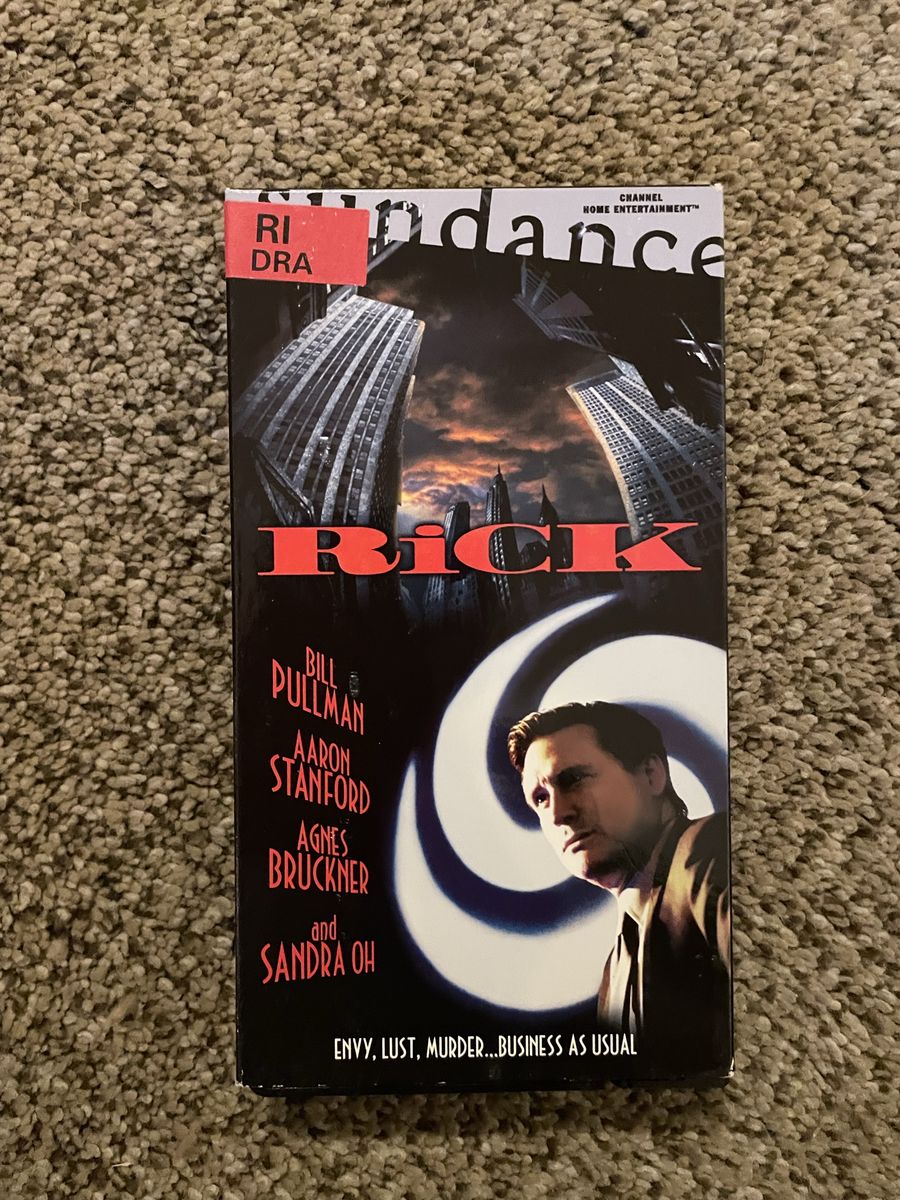 sundance
CHANNEL
HOME ENTERTAINMENT™
RI
DRA
RiCK
BILL
PULLMAN
AARON
STANFORD
AGNES
BRUCKNER
and
SANDRA OH
ENVY, LUST, MURDER...BUSINESS AS USUAL